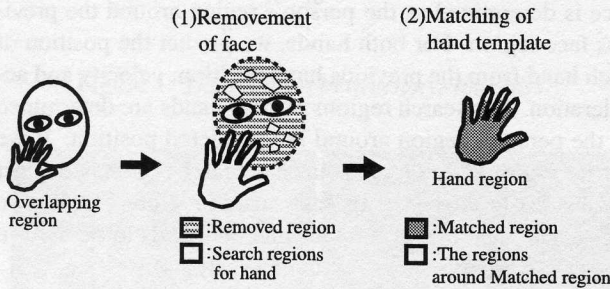 (1)Removement
of face
(2)Matching of
hand template
Overlapping
region
Hand region
:Removed region
:Search regions
for hand
:Matched region
:The regions
around Matched region